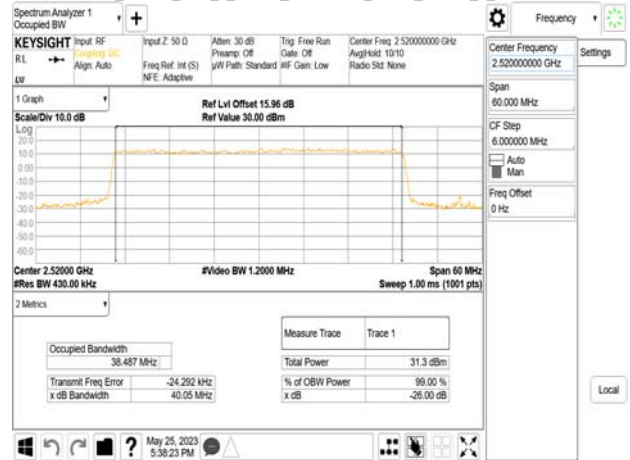 Spectrum Analyzer 1
Occupied BW
KEYSIGHT
RL
Input: RF
Coupling: DC
Align: Auto
Input Z: 50 Ω
Freq Ref: Int (S)
NFE: Adaptive
Atten: 30 dB
Preamp: Off
µW Path: Standard
Trig: Free Run
Gate: Off
#IF Gain: Low
Center Freq: 2.520000000 GHz
Avg|Hold: 10/10
Radio Std: None
1 Graph
Scale/Div 10.0 dB
Ref Lvl Offset 15.96 dB
Ref Value 30.00 dBm
Log
20.0
10.0
0.00
-10.0
-20.0
-30.0
-40.0
-50.0
-60.0
Center 2.52000 GHz
#Res BW 430.00 kHz
#Video BW 1.2000 MHz
Span 60 MHz
Sweep 1.00 ms (1001 pts)
2 Metrics
Occupied Bandwidth
38.487 MHz
Transmit Freq Error -24.292 kHz
x dB Bandwidth 40.05 MHz
Measure Trace Trace 1
Total Power 31.3 dBm
% of OBW Power 99.00 %
x dB -26.00 dB
May 25, 2023
5:38:23 PM
Frequency
Center Frequency
2.520000000 GHz
Span
60.000 MHz
CF Step
6.000000 MHz
Auto
Man
Freq Offset
0 Hz
Settings
Local